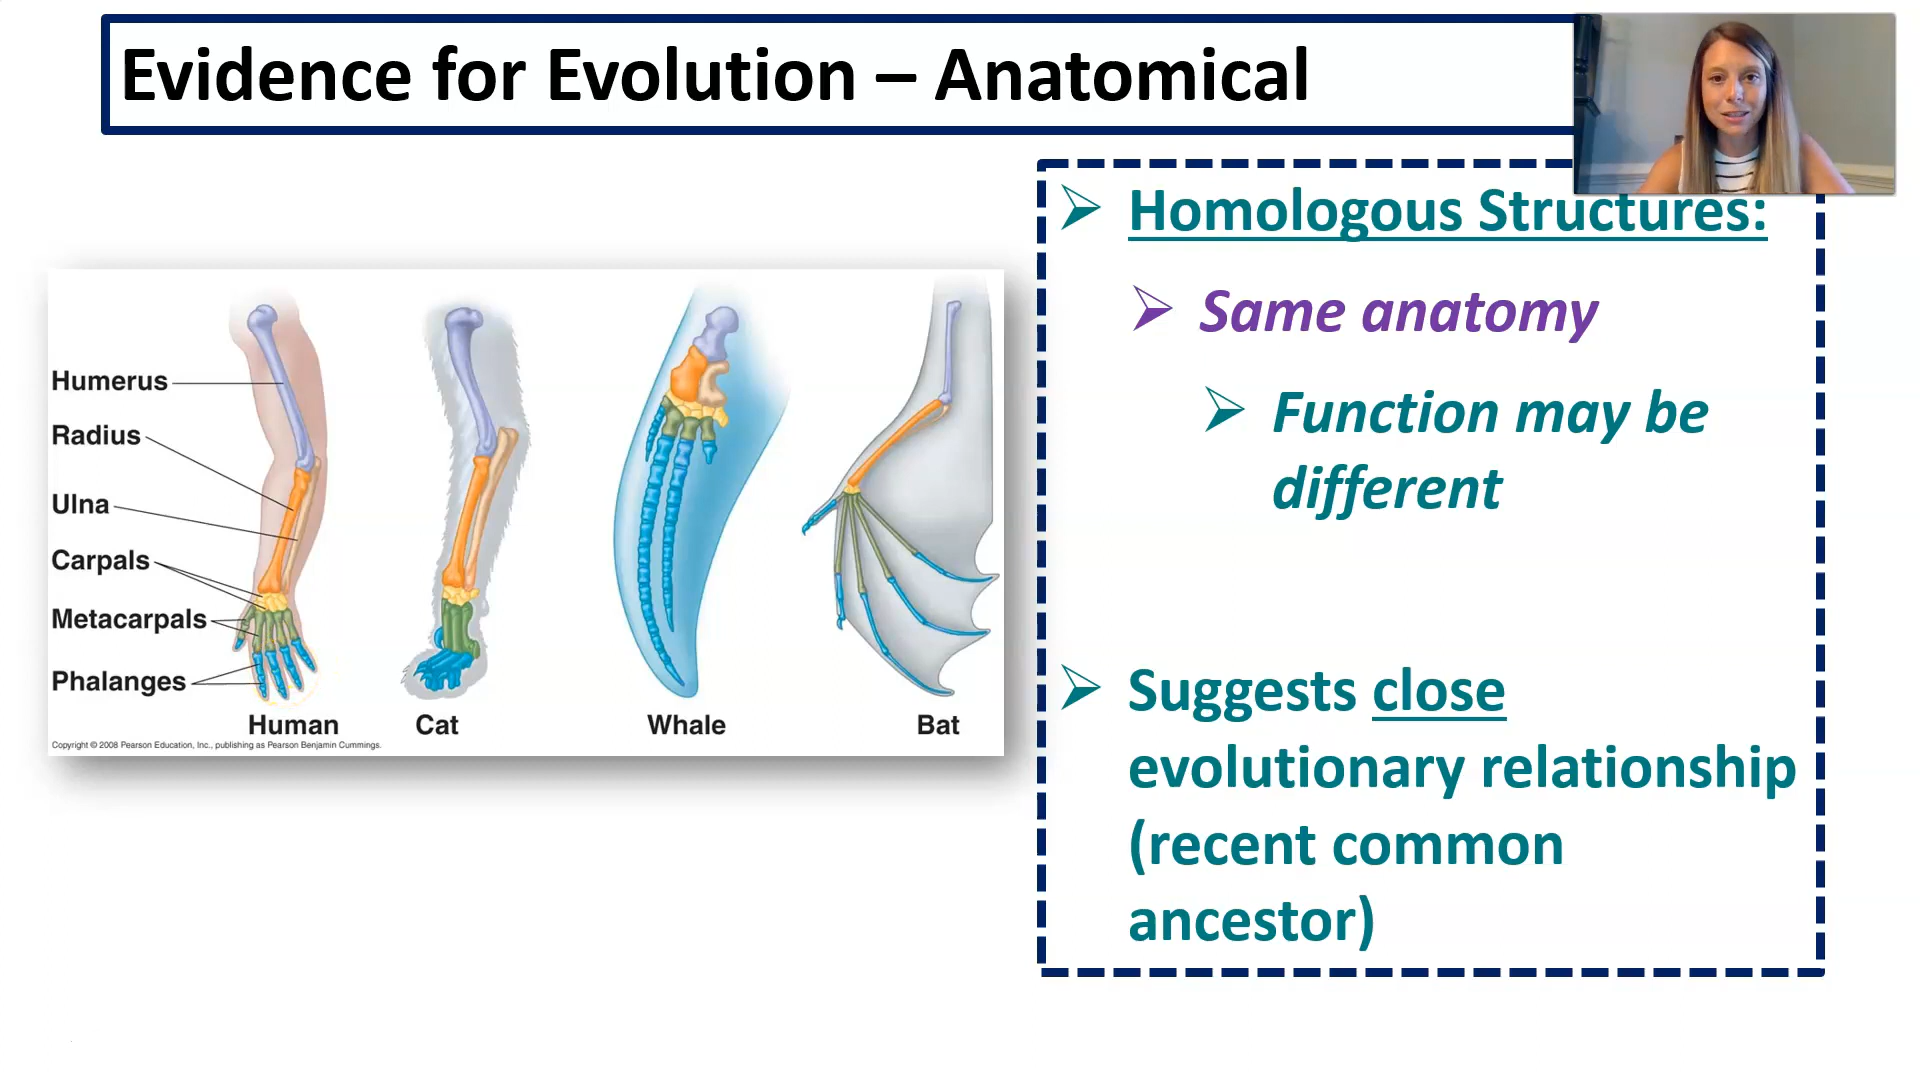 Evidence for Evolution – Anatomical
Homologous Structures:
Same anatomy
Function may be
different
Suggests close
evolutionary relationship
(recent common
ancestor)
Humerus
Radius
Ulna
Carpals
Metacarpals
Phalanges
Human Cat Whale Bat
Copyright © 2008 Pearson Education, Inc., publishing as Pearson Benjamin Cummings.